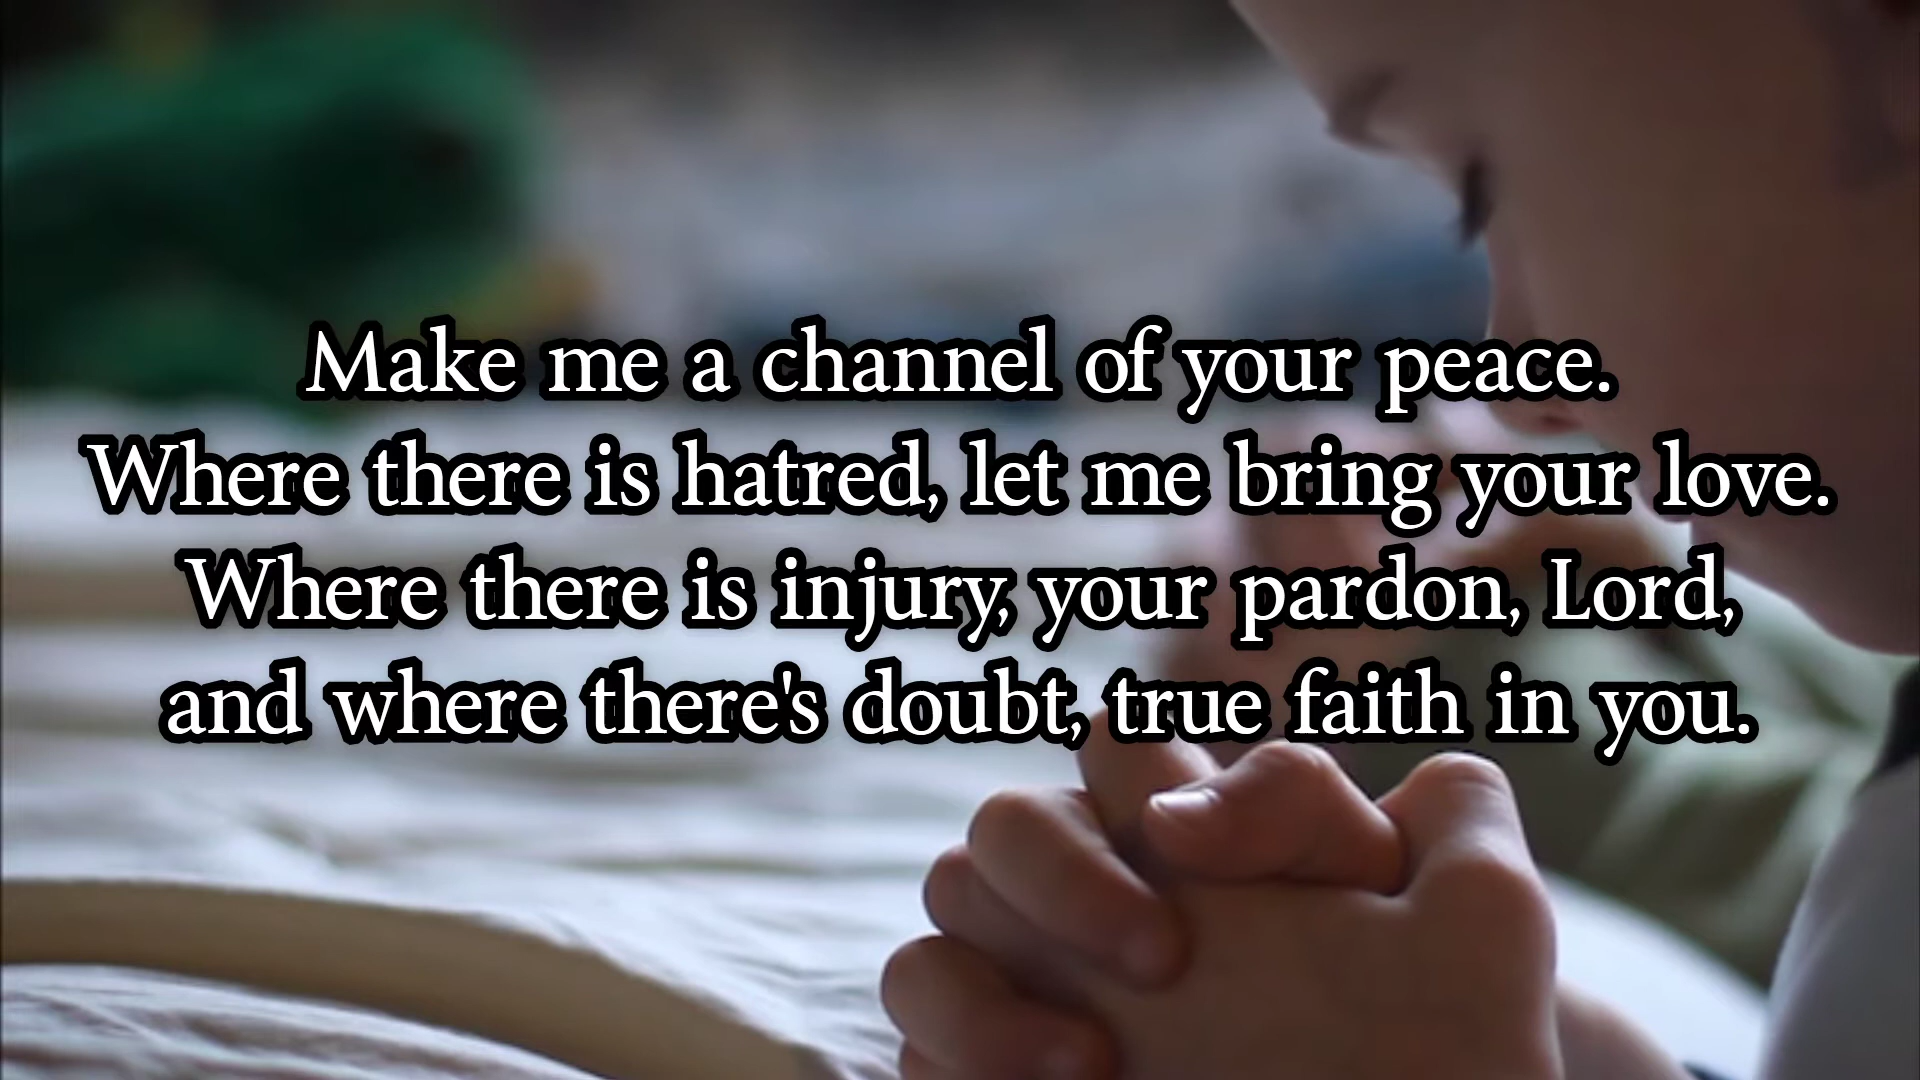 Make me a channel of your peace.
Where there is hatred, let me bring your love.
Where there is injury, your pardon, Lord,
and where there's doubt, true faith in you.